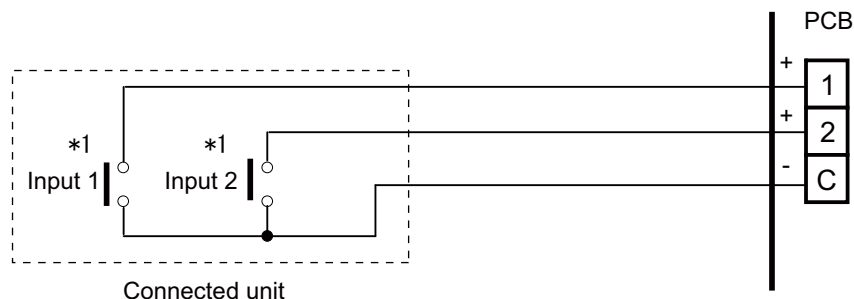 PCB
+
1
*1
*1
+
2
Input 1
Input 2
-
C
Connected unit